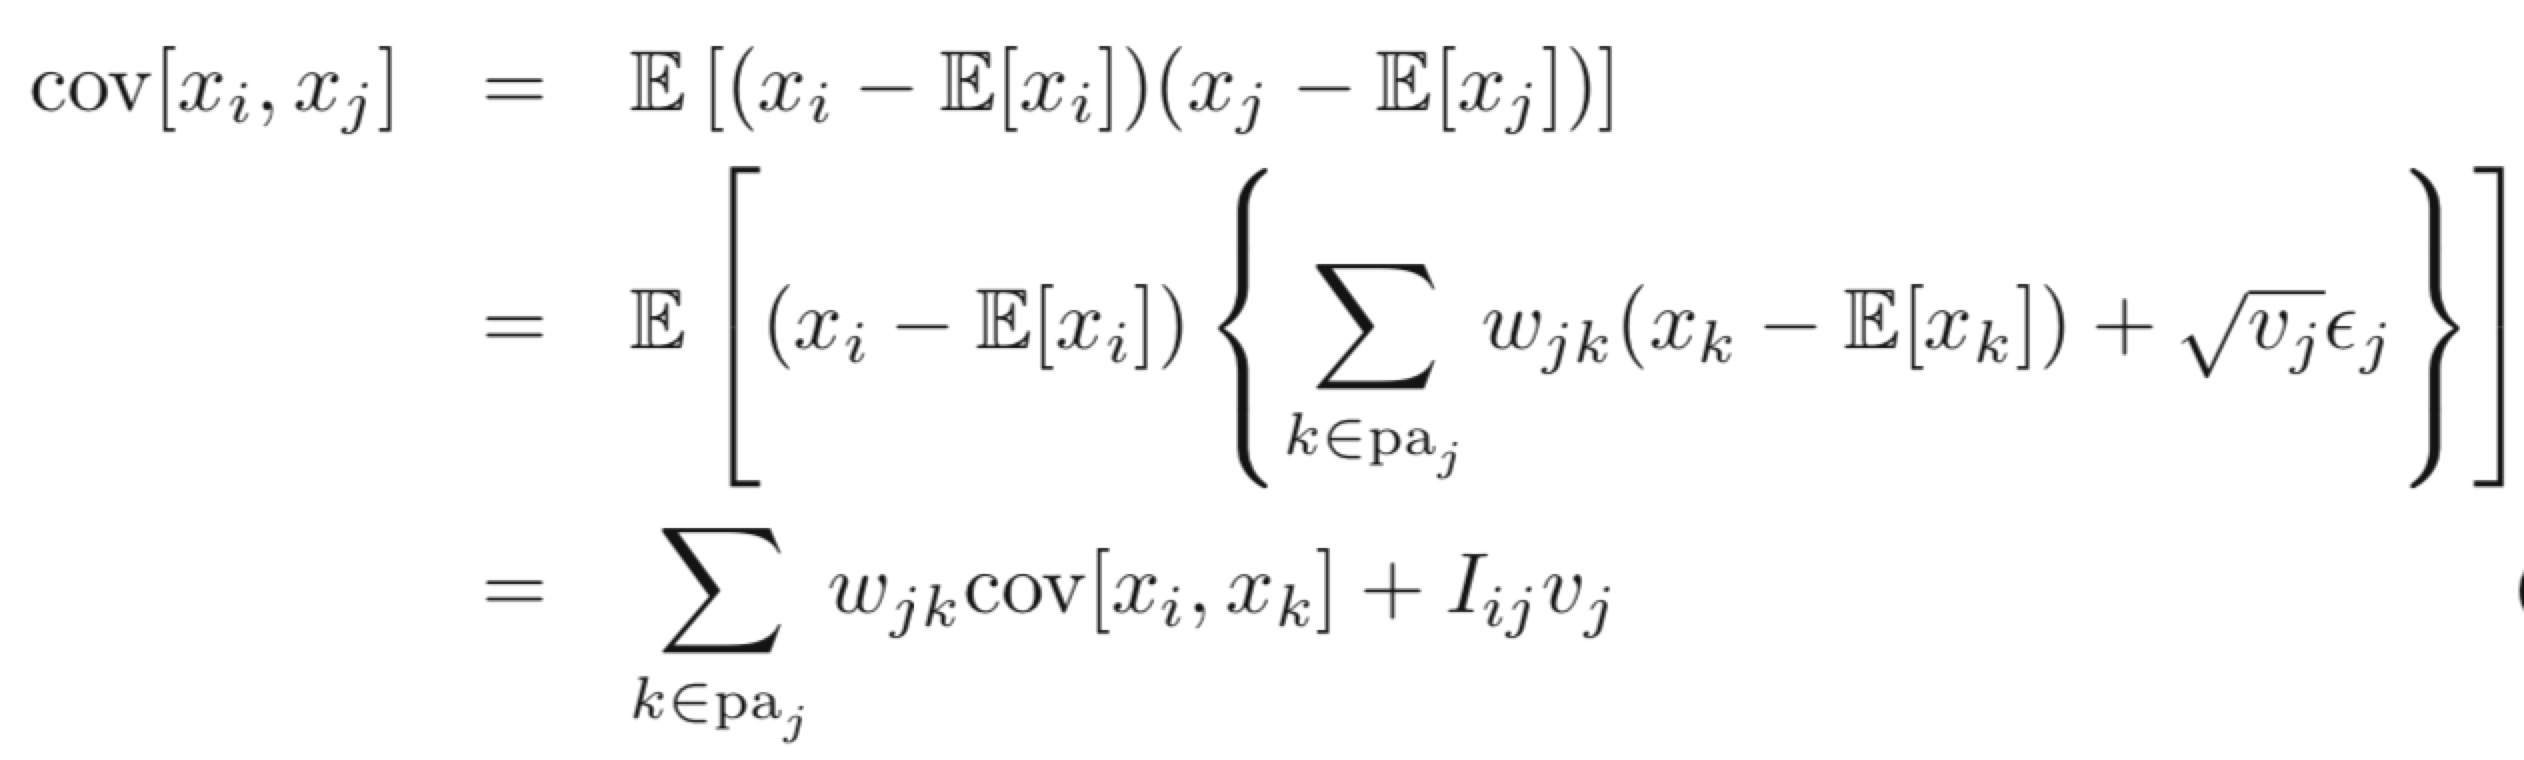 cov[x_i, x_j] = 𝔼 [(x_i − 𝔼[x_i])(x_j − 𝔼[x_j])]
= 𝔼 [(x_i − 𝔼[x_i]) {∑_{k∈pa_j} w_{jk}(x_k − 𝔼[x_k]) + √v_j ϵ_j}]
= ∑_{k∈pa_j} w_{jk}cov[x_i, x_k] + I_{ij}v_j